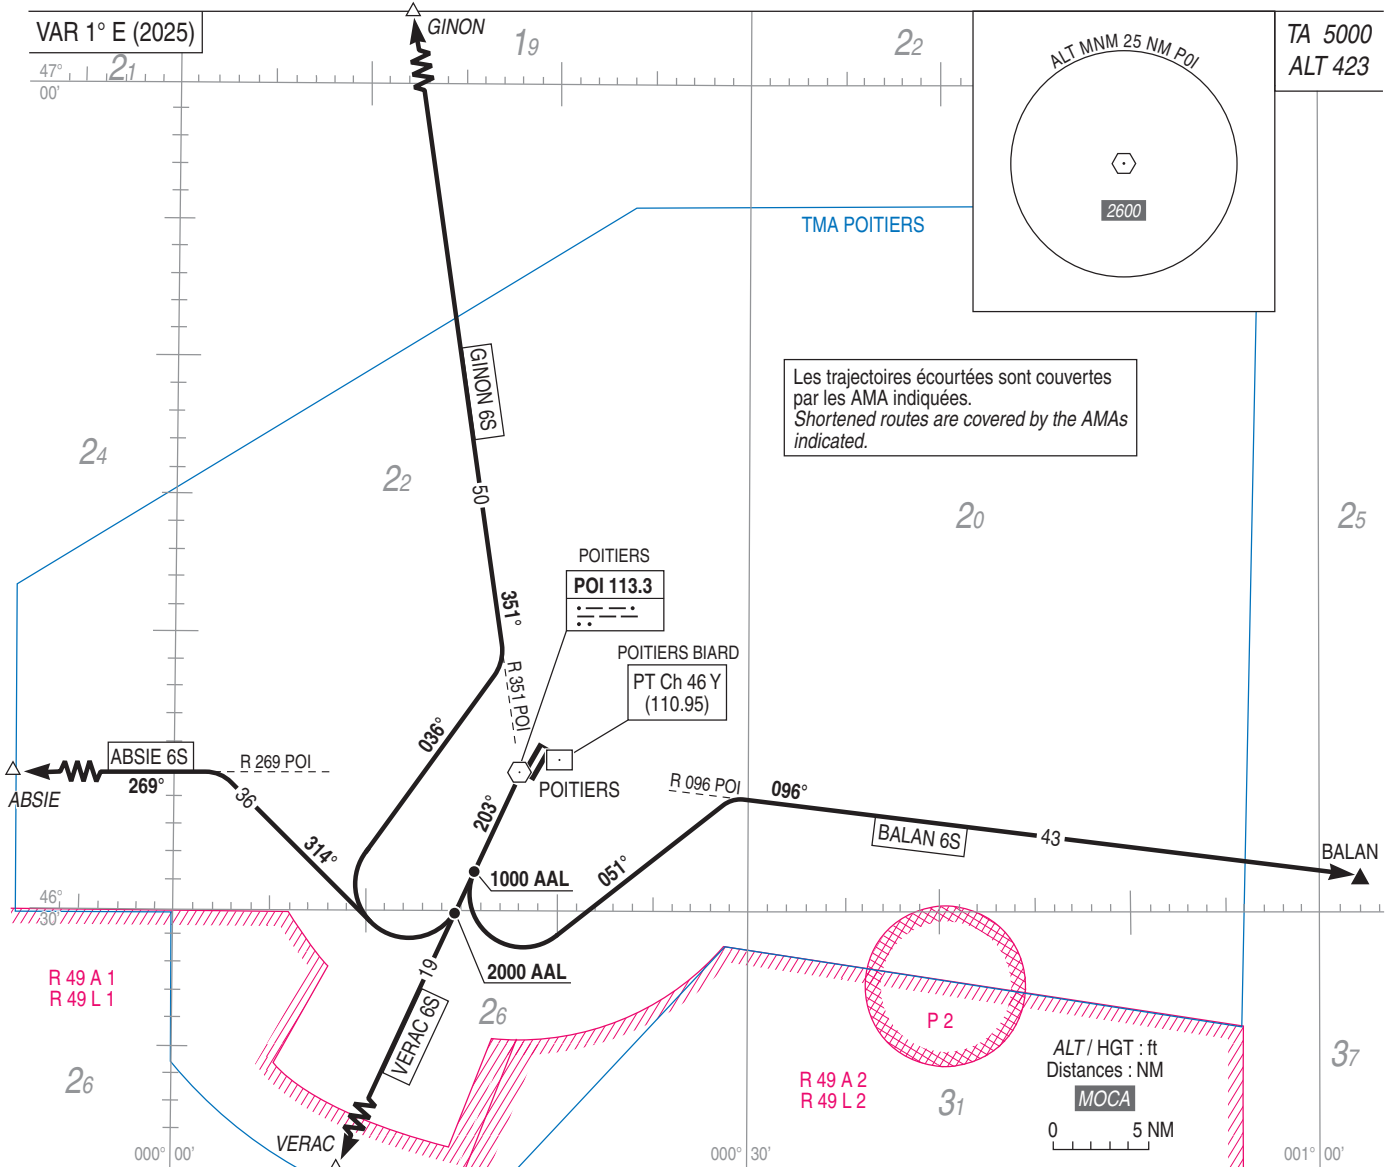 VAR 1° E (2025)
GINON
19
22
ALT MNM 25 NM POI
2600
TA 5000
ALT 423
47°
00'
21
TMA POITIERS
GINON 6S
Les trajectoires écourtées sont couvertes
par les AMA indiquées.
Shortened routes are covered by the AMAs
indicated.
24
22
50
20
25
POITIERS
POI 113.3
351°
R 351 POI
POITIERS BIARD
PT Ch 46 Y
(110.95)
036°
ABSIE 6S
R 269 POI
269°
ABSIE
36
POITIERS
R 096 POI
096°
203°
314°
BALAN 6S
43
BALAN
051°
1000 AAL
46°
30'
2000 AAL
19
R 49 A 1
R 49 L 1
VERAC 6S
26
P 2
ALT / HGT : ft
Distances : NM
MOCA
0 5 NM
37
26
R 49 A 2
R 49 L 2
31
VERAC
000° 00'
000° 30'
001° 00'